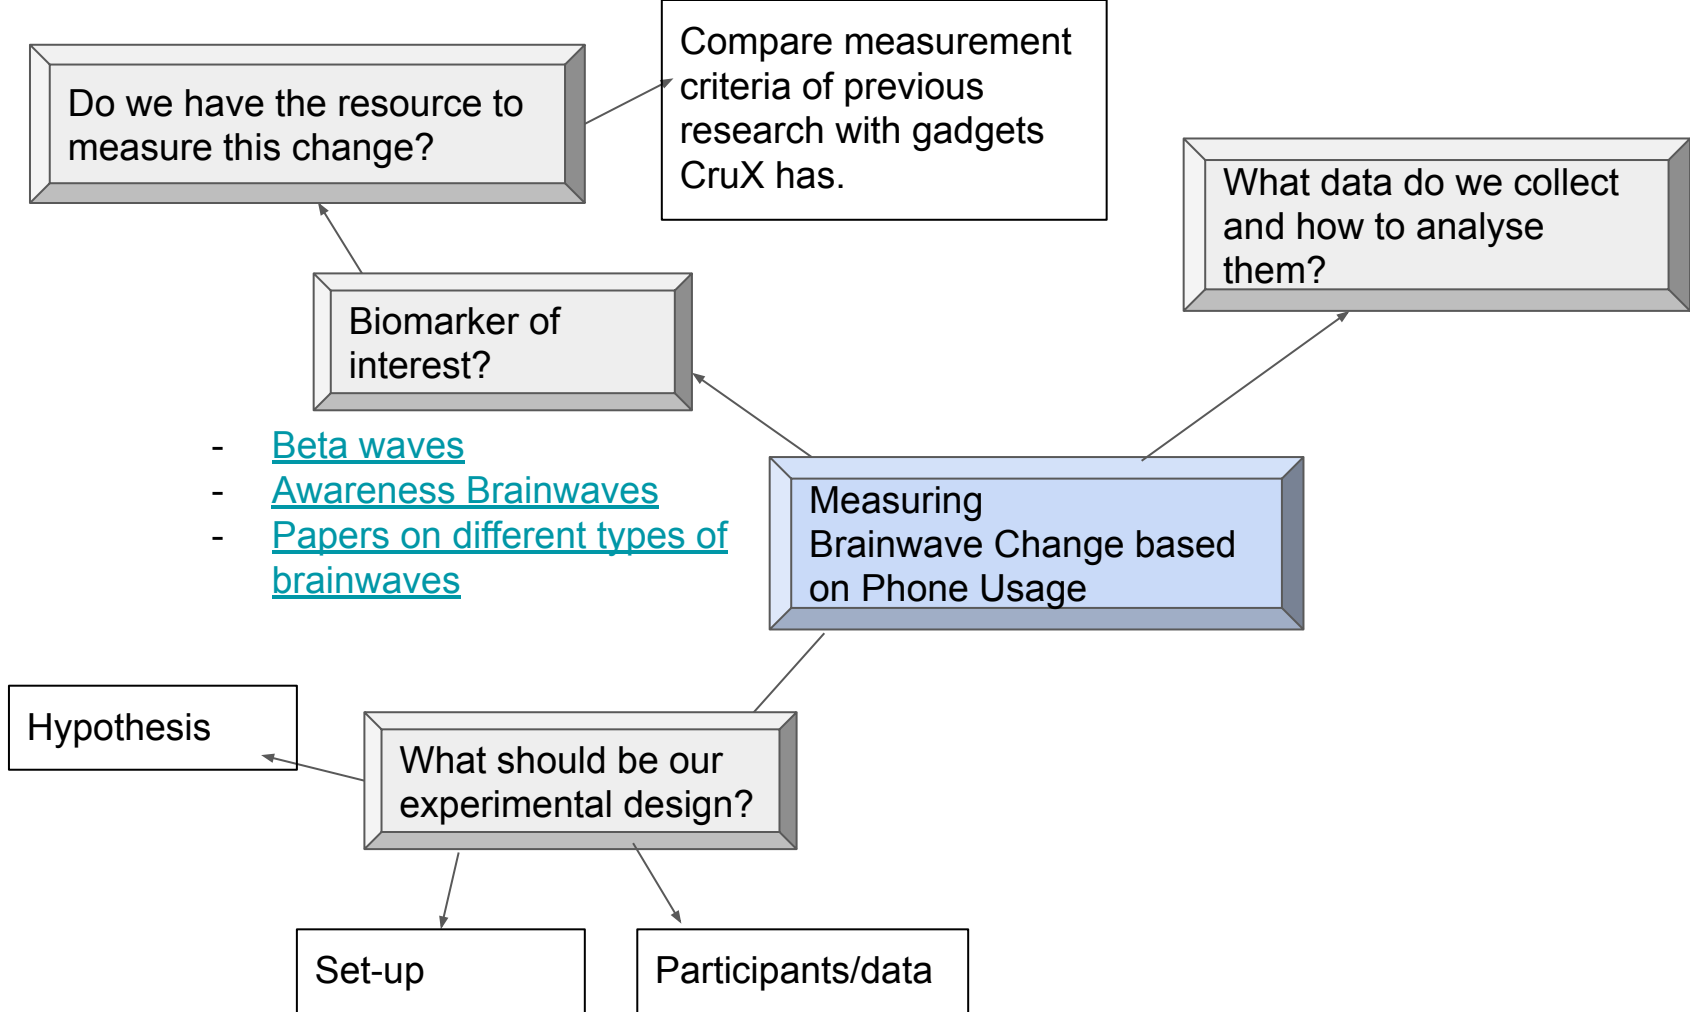 Do we have the resource to
measure this change?
Compare measurement
criteria of previous
research with gadgets
CruX has.
What data do we collect
and how to analyse
them?
Biomarker of
interest?
- Beta waves
- Awareness Brainwaves
- Papers on different types of
brainwaves
Measuring
Brainwave Change based
on Phone Usage
Hypothesis
What should be our
experimental design?
Set-up
Participants/data